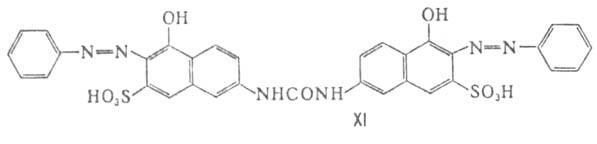 OH OH
N=N N=N
HO₃S NHCONH SO₃H
XI